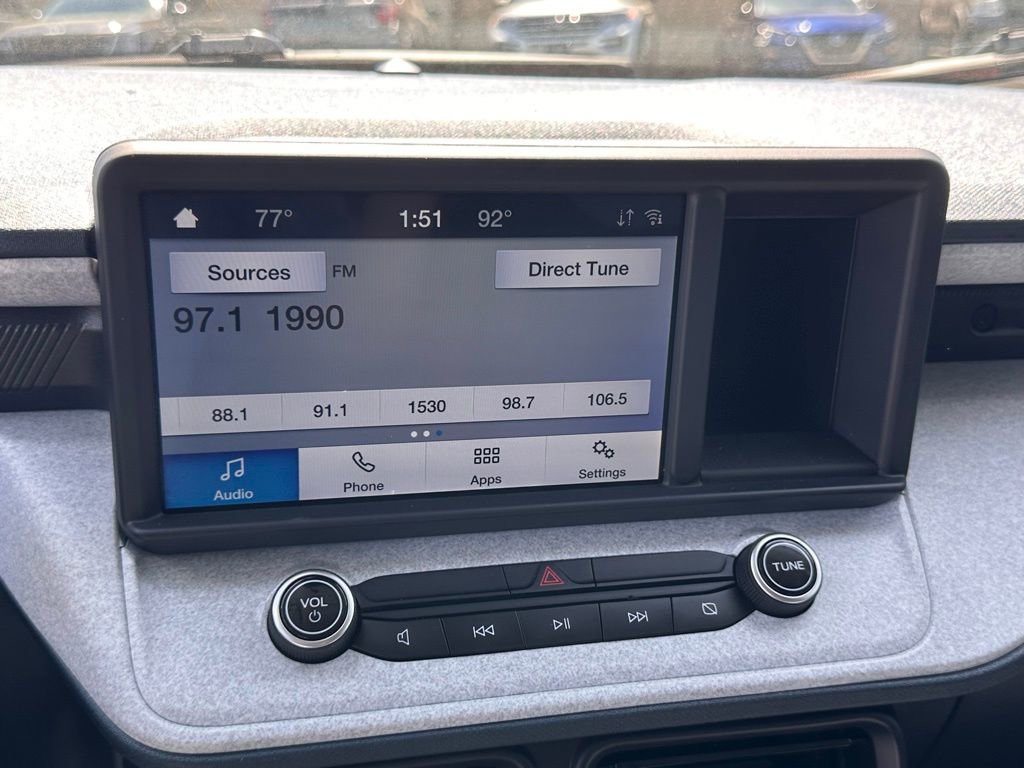 77° 1:51 92°
Sources FM Direct Tune
97.1 1990
88.1 91.1 1530 98.7 106.5
Audio Phone Apps Settings
VOL TUNE